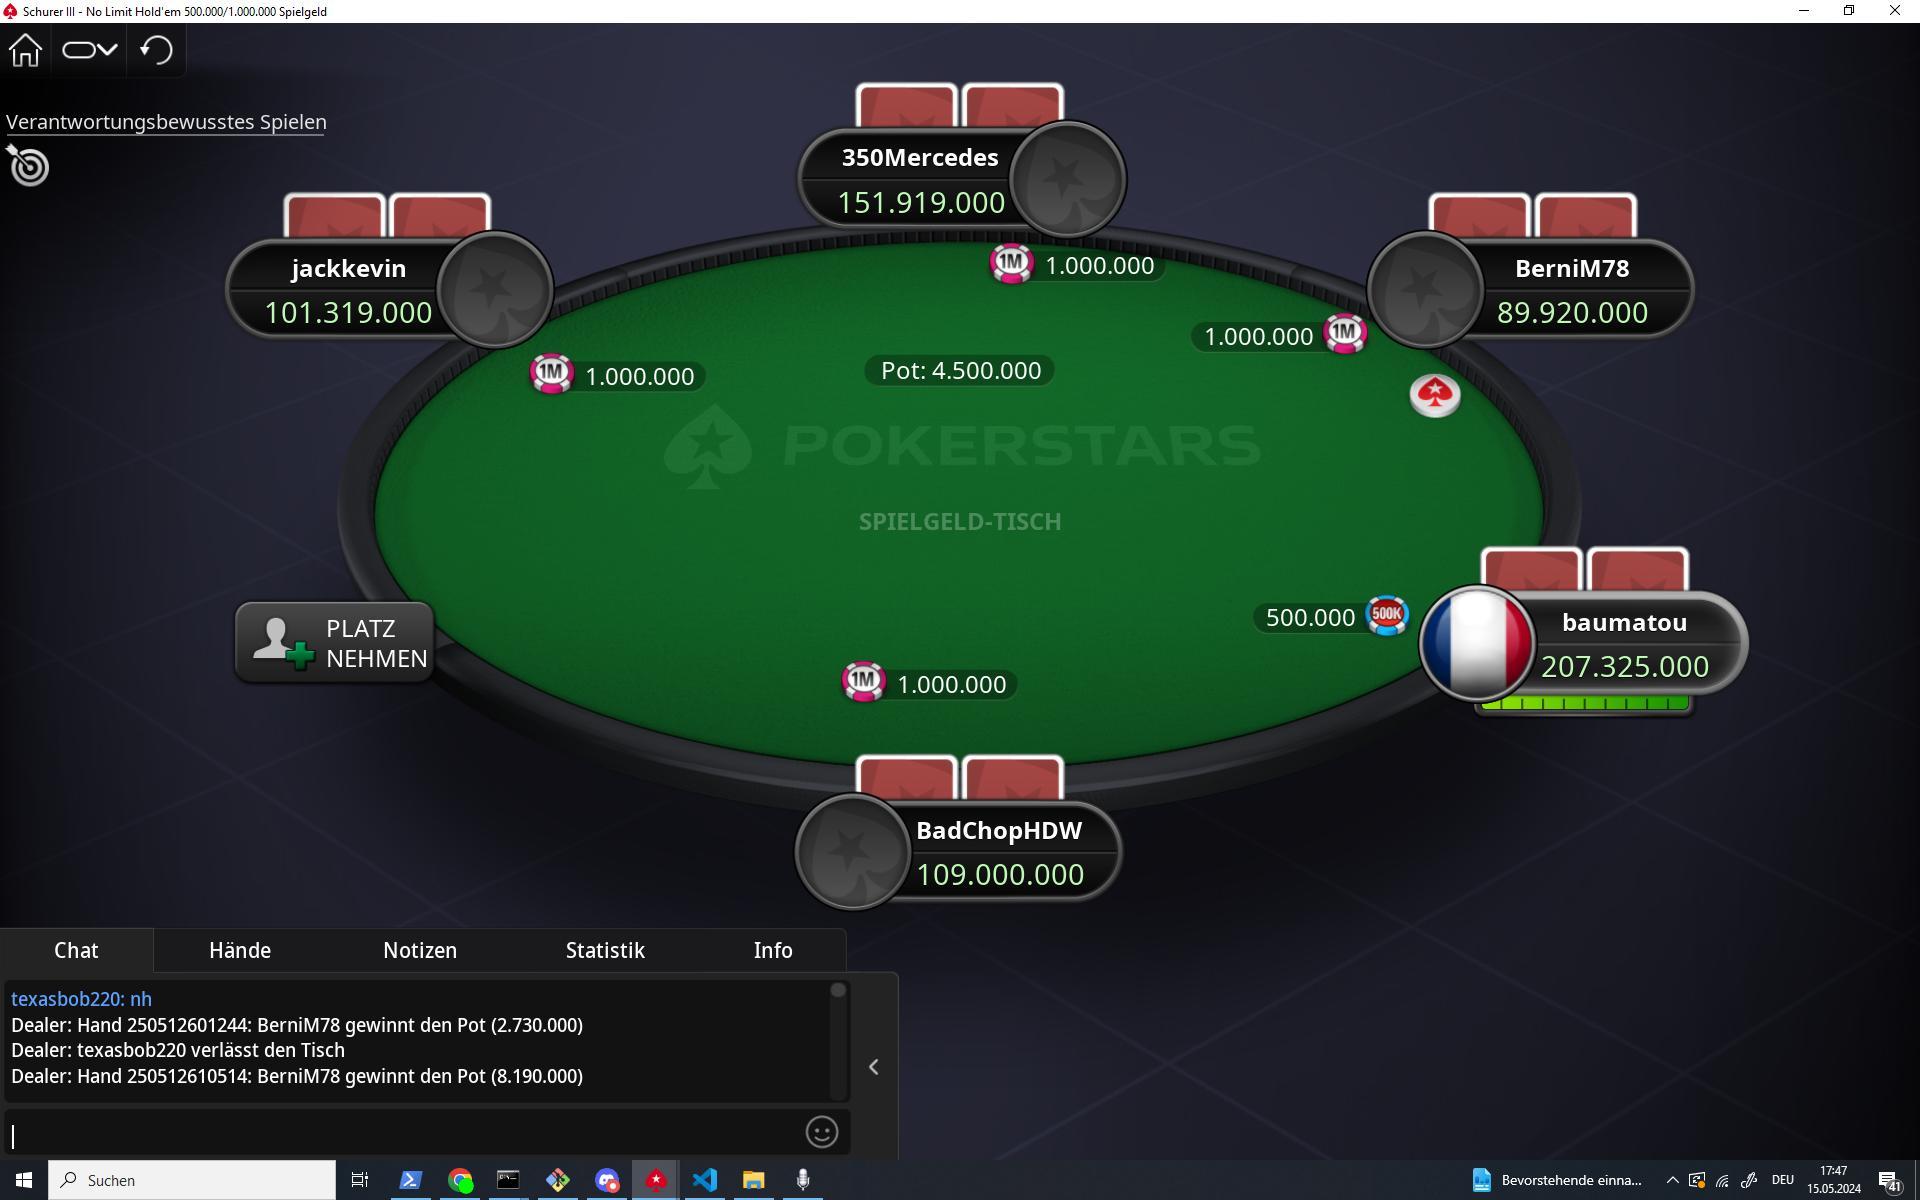 Schurer III - No Limit Hold'em 500.000/1.000.000 Spielgeld
Verantwortungsbewusstes Spielen
350Mercedes
151.919.000
jackkevin
101.319.000
BerniM78
89.920.000
1M 1.000.000
1.000.000 1M
1M 1.000.000
Pot: 4.500.000
POKERSTARS
SPIELGELD-TISCH
PLATZ
NEHMEN
500.000 500K
baumatou
207.325.000
1M 1.000.000
BadChopHDW
109.000.000
Chat Hände Notizen Statistik Info
texasbob220: nh
Dealer: Hand 250512601244: BerniM78 gewinnt den Pot (2.730.000)
Dealer: texasbob220 verlässt den Tisch
Dealer: Hand 250512610514: BerniM78 gewinnt den Pot (8.190.000)
Suchen
Bevorstehende einna...
DEU
17:47
15.05.2024
41